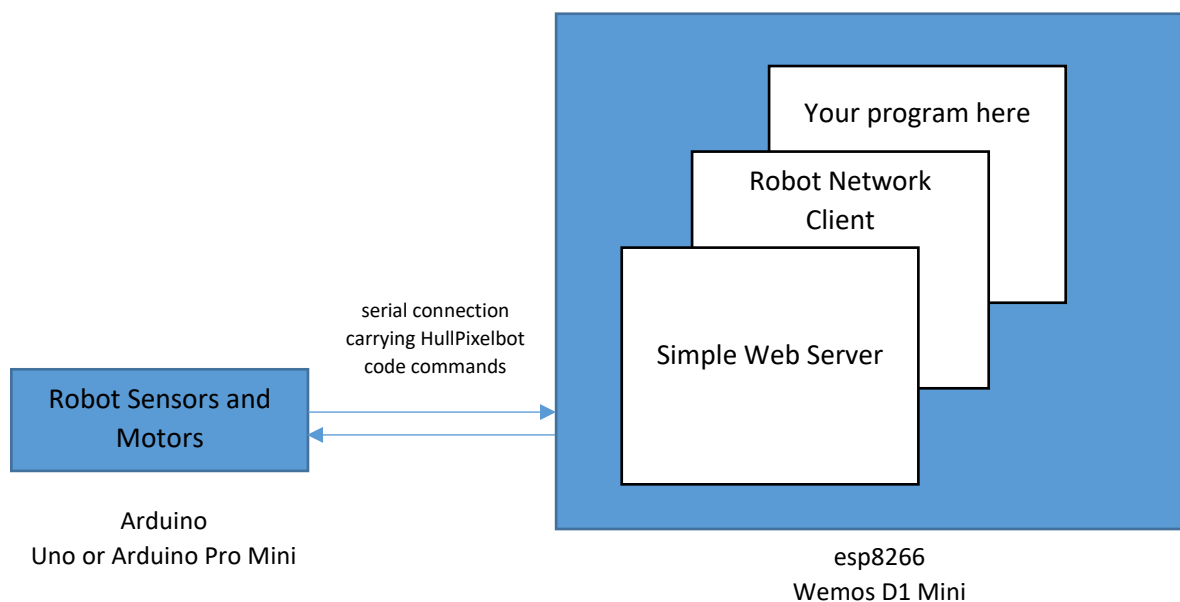 Your program here
Robot Network
Client
Simple Web Server
serial connection
carrying HullPixelbot
code commands
Robot Sensors and
Motors
Arduino
Uno or Arduino Pro Mini
esp8266
Wemos D1 Mini